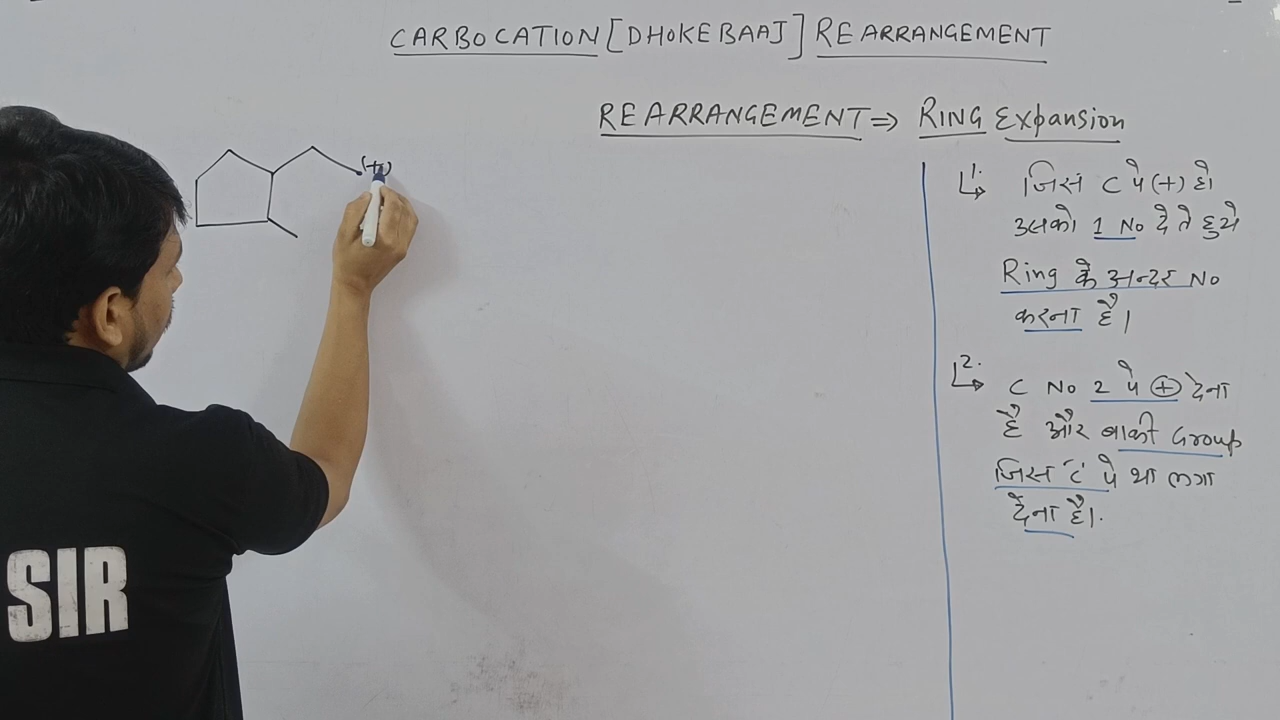 CARBOCATION [DHOKEBAAJ] REARRANGEMENT
REARRANGEMENT ⇒ RING Expansion
1. जिस C पे (+) हो
उसको 1 No देते हुये
Ring के अन्दर No
करना है।
2. C No 2 पे ⊕ देना
है और बाकी Group
जिस 'C' पे था लगा
देना है।
(+)
SIR